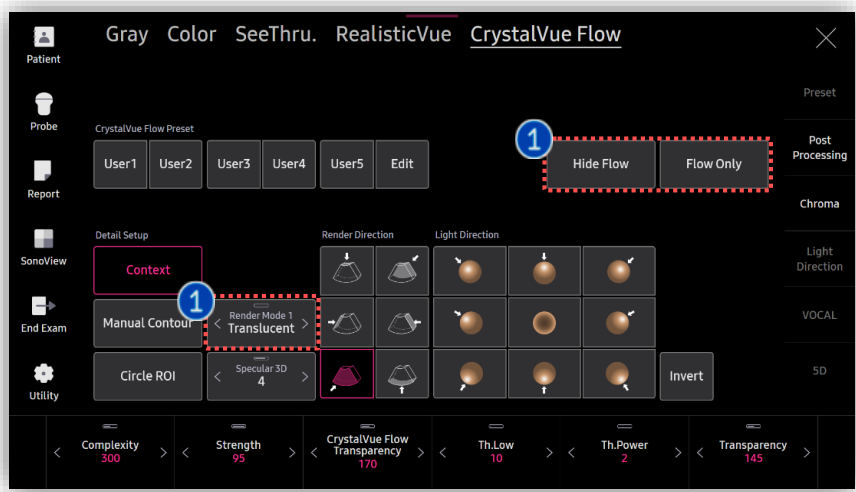 Gray Color SeeThru. RealisticVue CrystalVue Flow
Patient
Probe
Report
SonoView
End Exam
Utility
CrystalVue Flow Preset
User1 User2 User3 User4 User5 Edit
1
Hide Flow Flow Only
Preset
Post
Processing
Chroma
Light
Direction
VOCAL
5D
Detail Setup
Context
Manual Contour
1
< Render Mode 1 >
Translucent
Circle ROI
< Specular 3D >
4
Render Direction
Light Direction
Invert
< Complexity >
300
< Strength >
95
< CrystalVue Flow
Transparency >
170
< Th.Low >
10
< Th.Power >
2
< Transparency >
145